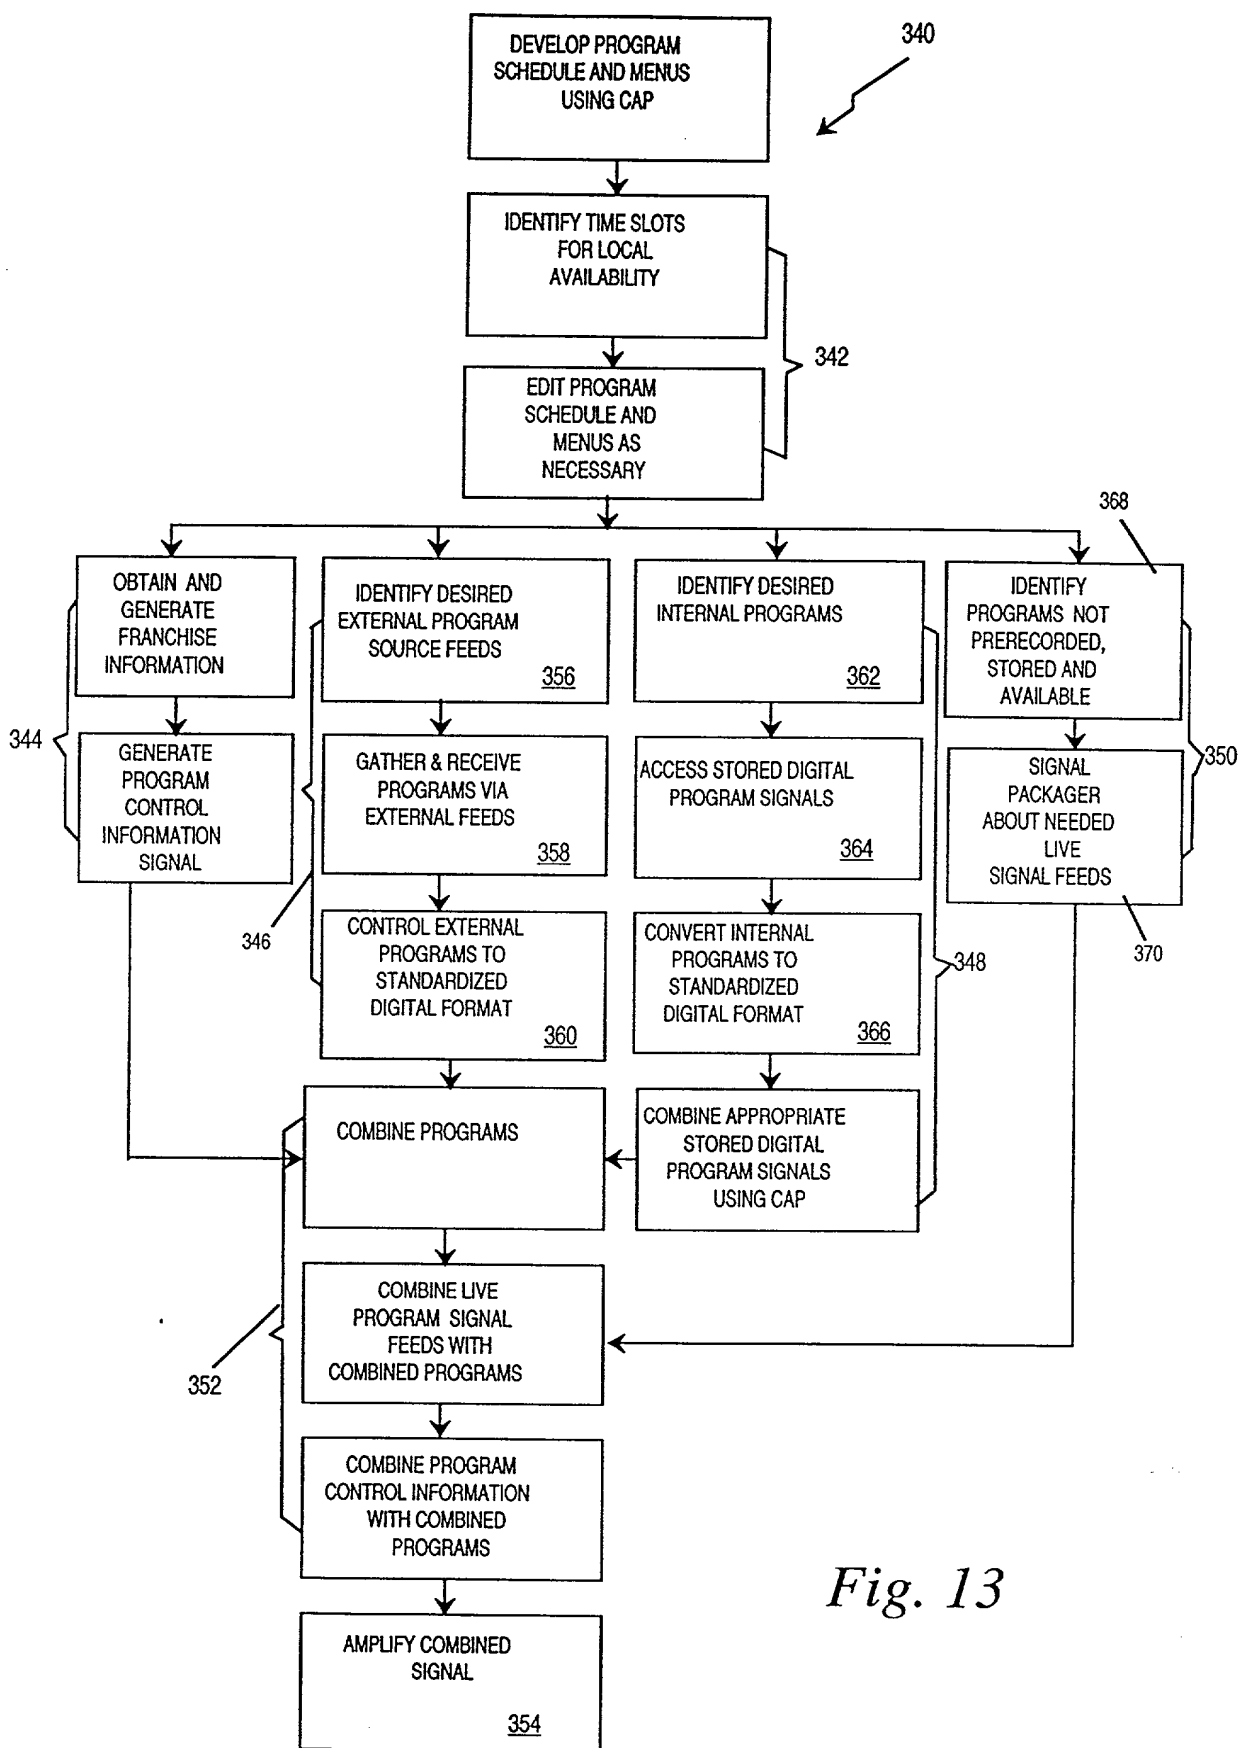 DEVELOP PROGRAM
SCHEDULE AND MENUS
USING CAP
340
IDENTIFY TIME SLOTS
FOR LOCAL
AVAILABILITY
342
EDIT PROGRAM
SCHEDULE AND
MENUS AS
NECESSARY
368
OBTAIN AND
GENERATE
FRANCHISE
INFORMATION
IDENTIFY DESIRED
EXTERNAL PROGRAM
SOURCE FEEDS
356
IDENTIFY DESIRED
INTERNAL PROGRAMS
362
IDENTIFY
PROGRAMS NOT
PRERECORDED,
STORED AND
AVAILABLE
344
350
GENERATE
PROGRAM
CONTROL
INFORMATION
SIGNAL
GATHER & RECEIVE
PROGRAMS VIA
EXTERNAL FEEDS
358
ACCESS STORED DIGITAL
PROGRAM SIGNALS
364
SIGNAL
PACKAGER
ABOUT NEEDED
LIVE
SIGNAL FEEDS
346
CONTROL EXTERNAL
PROGRAMS TO
STANDARDIZED
DIGITAL FORMAT
360
CONVERT INTERNAL
PROGRAMS TO
STANDARDIZED
DIGITAL FORMAT
366
348
370
COMBINE PROGRAMS
COMBINE APPROPRIATE
STORED DIGITAL
PROGRAM SIGNALS
USING CAP
COMBINE LIVE
PROGRAM SIGNAL
FEEDS WITH
COMBINED PROGRAMS
352
COMBINE PROGRAM
CONTROL INFORMATION
WITH COMBINED
PROGRAMS
AMPLIFY COMBINED
SIGNAL
354
Fig. 13